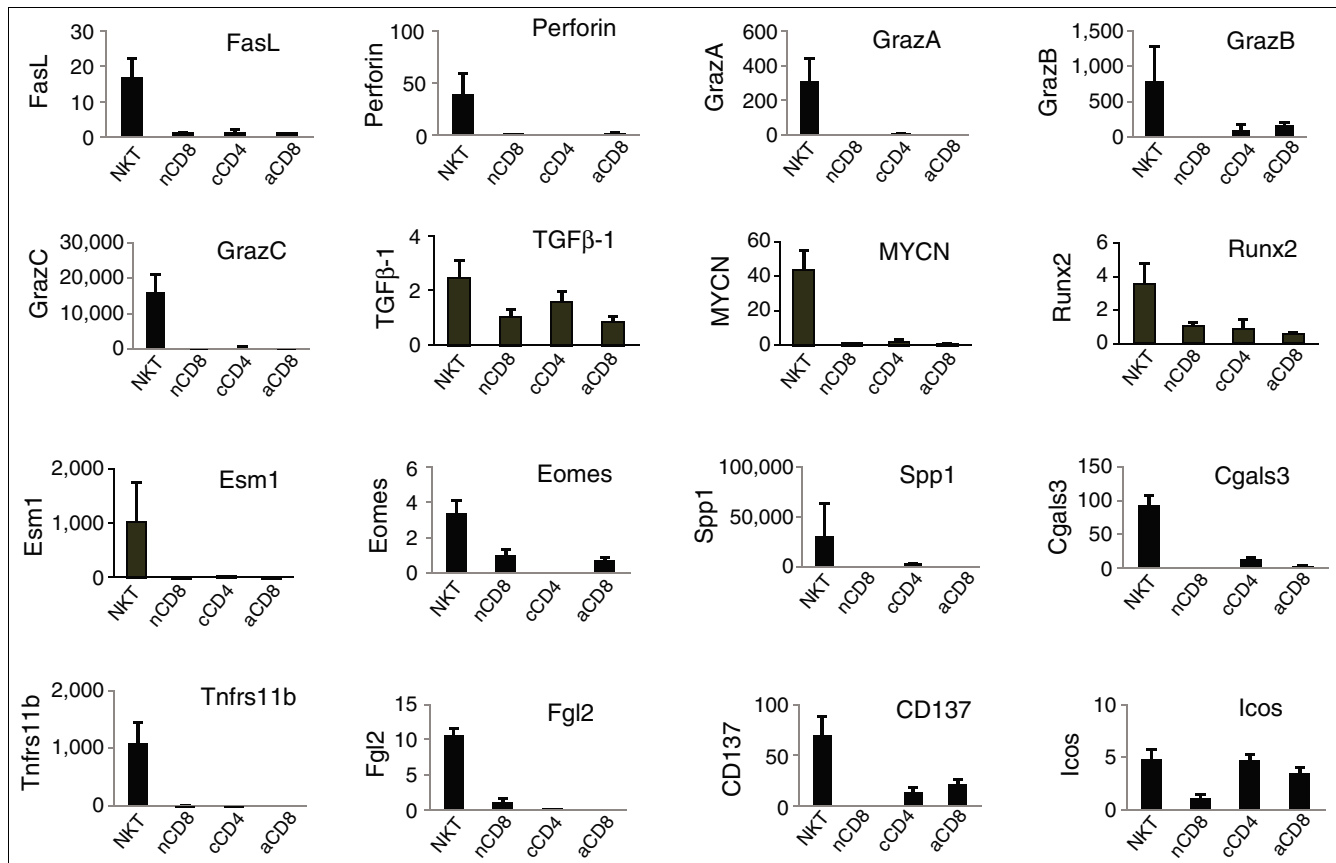 FasL
FasL
30
20
10
0
NKT
nCD8
cCD4
aCD8
Perforin
Perforin
100
50
0
NKT
nCD8
cCD4
aCD8
GrazA
GrazA
600
400
200
0
NKT
nCD8
cCD4
aCD8
GrazB
GrazB
1,500
1,000
500
0
NKT
nCD8
cCD4
aCD8
GrazC
GrazC
30,000
20,000
10,000
0
NKT
nCD8
cCD4
aCD8
TGFβ-1
TGFβ-1
4
2
0
NKT
nCD8
cCD4
aCD8
MYCN
MYCN
60
40
20
0
NKT
nCD8
cCD4
aCD8
Runx2
Runx2
6
4
2
0
NKT
nCD8
cCD4
aCD8
Esm1
Esm1
2,000
1,000
0
NKT
nCD8
cCD4
aCD8
Eomes
Eomes
6
4
2
0
NKT
nCD8
cCD4
aCD8
Spp1
Spp1
100,000
50,000
0
NKT
nCD8
cCD4
aCD8
Cgals3
Cgals3
150
100
50
0
NKT
nCD8
cCD4
aCD8
Tnfrs11b
Tnfrs11b
2,000
1,000
0
NKT
nCD8
cCD4
aCD8
Fgl2
Fgl2
15
10
5
0
NKT
nCD8
cCD4
aCD8
CD137
CD137
100
50
0
NKT
nCD8
cCD4
aCD8
Icos
Icos
10
5
0
NKT
nCD8
cCD4
aCD8